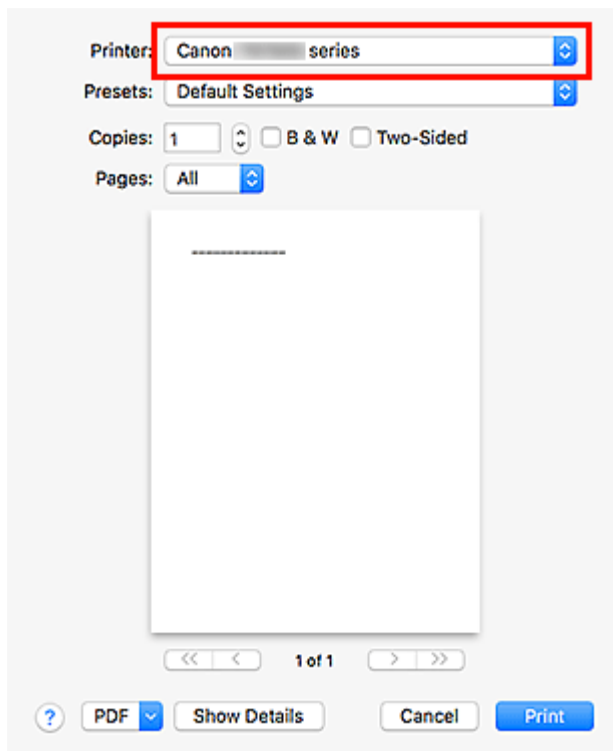 Printer: Canon series
Presets: Default Settings
Copies: 1 B & W Two-Sided
Pages: All
-------------
<< < 1 of 1 > >>
? PDF Show Details Cancel Print